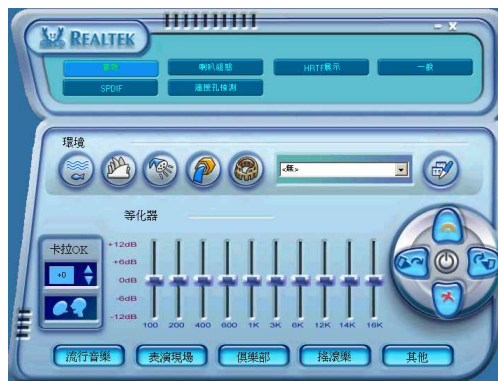 REALTEK
音效 喇叭組態 HRTF展示 一般
SPDIF 連接孔檢測
環境
<無>
等化器
卡拉OK
+0
+12dB
+6dB
0dB
-6dB
-12dB
100 200 400 600 1K 3K 6K 12K 14K 16K
流行音樂 表演現場 俱樂部 搖滾樂 其他